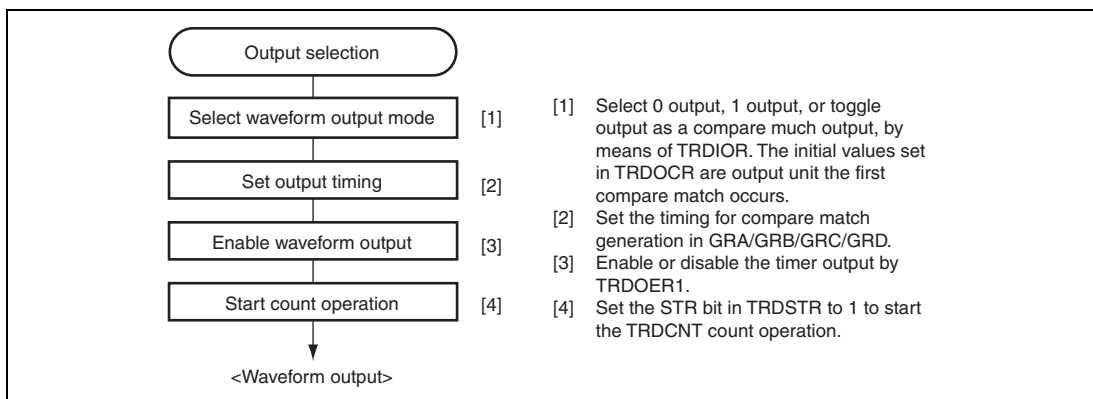 Output selection
Select waveform output mode [1]
Set output timing [2]
Enable waveform output [3]
Start count operation [4]
<Waveform output>
[1] Select 0 output, 1 output, or toggle
output as a compare much output, by
means of TRDIOR. The initial values set
in TRDOCR are output unit the first
compare match occurs.
[2] Set the timing for compare match
generation in GRA/GRB/GRC/GRD.
[3] Enable or disable the timer output by
TRDOER1.
[4] Set the STR bit in TRDSTR to 1 to start
the TRDCNT count operation.